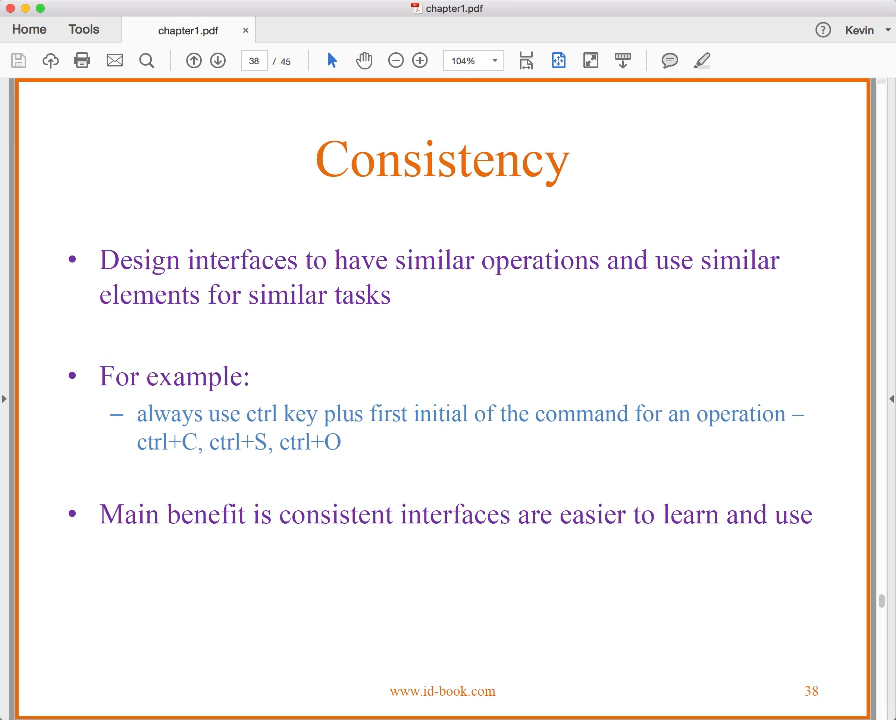 chapter1.pdf
Home Tools chapter1.pdf × ? Kevin
38 / 45 104%
Consistency
• Design interfaces to have similar operations and use similar
elements for similar tasks
• For example:
– always use ctrl key plus first initial of the command for an operation –
ctrl+C, ctrl+S, ctrl+O
• Main benefit is consistent interfaces are easier to learn and use
www.id-book.com 38